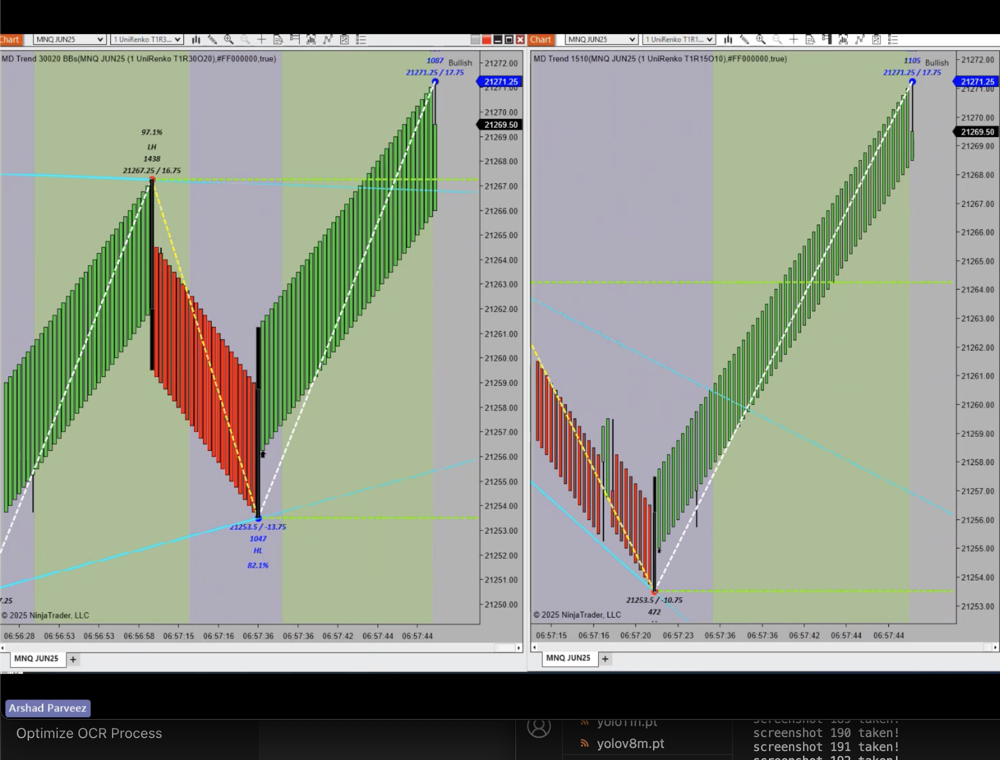 Chart
MNQ JUN25
1 UniRenko T1R3...
MD Trend 30020 BBs(MNQ JUN25 (1 UniRenko T1R30O20),#FF000000,true)
1087 Bullish
21271.25 / 17.75
97.1%
LH
1438
21267.25 / 16.75
21253.5 / -13.75
1047
HL
82.1%
7.25
© 2025 NinjaTrader, LLC
21272.00
21271.25
21271.00
21270.00
21269.50
21269.00
21268.00
21267.00
21266.00
21265.00
21264.00
21263.00
21262.00
21261.00
21260.00
21259.00
21258.00
21257.00
21256.00
21255.00
21254.00
21253.00
21252.00
21251.00
21250.00
06:56:28 06:56:53 06:56:53 06:56:58 06:57:15 06:57:16 06:57:36 06:57:37 06:57:42 06:57:44 06:57:44
MNQ JUN25 +
Chart
MNQ JUN25
1 UniRenko T1R1...
MD Trend 1510(MNQ JUN25 (1 UniRenko T1R15O10),#FF000000,true)
1105 Bullish
21271.25 / 17.75
21253.5 / -10.75
472
© 2025 NinjaTrader, LLC
21272.00
21271.25
21271.00
21270.00
21269.50
21269.00
21268.00
21267.00
21266.00
21265.00
21264.00
21263.00
21262.00
21261.00
21260.00
21259.00
21258.00
21257.00
21256.00
21255.00
21254.00
21253.00
06:57:15 06:57:16 06:57:20 06:57:23 06:57:36 06:57:36 06:57:42 06:57:44 06:57:44
MNQ JUN25 +
Arshad Parveez
Optimize OCR Process
yolo11n.pt
yolov8m.pt
screenshot 189 taken!
screenshot 190 taken!
screenshot 191 taken!
screenshot 192 taken!